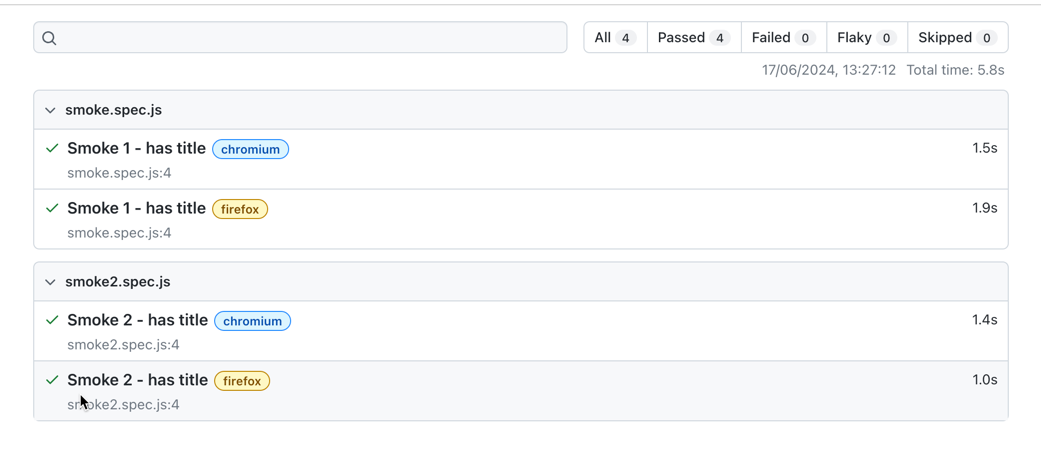 All 4 Passed 4 Failed 0 Flaky 0 Skipped 0
17/06/2024, 13:27:12 Total time: 5.8s
smoke.spec.js
Smoke 1 - has title chromium 1.5s
smoke.spec.js:4
Smoke 1 - has title firefox 1.9s
smoke.spec.js:4
smoke2.spec.js
Smoke 2 - has title chromium 1.4s
smoke2.spec.js:4
Smoke 2 - has title firefox 1.0s
smoke2.spec.js:4